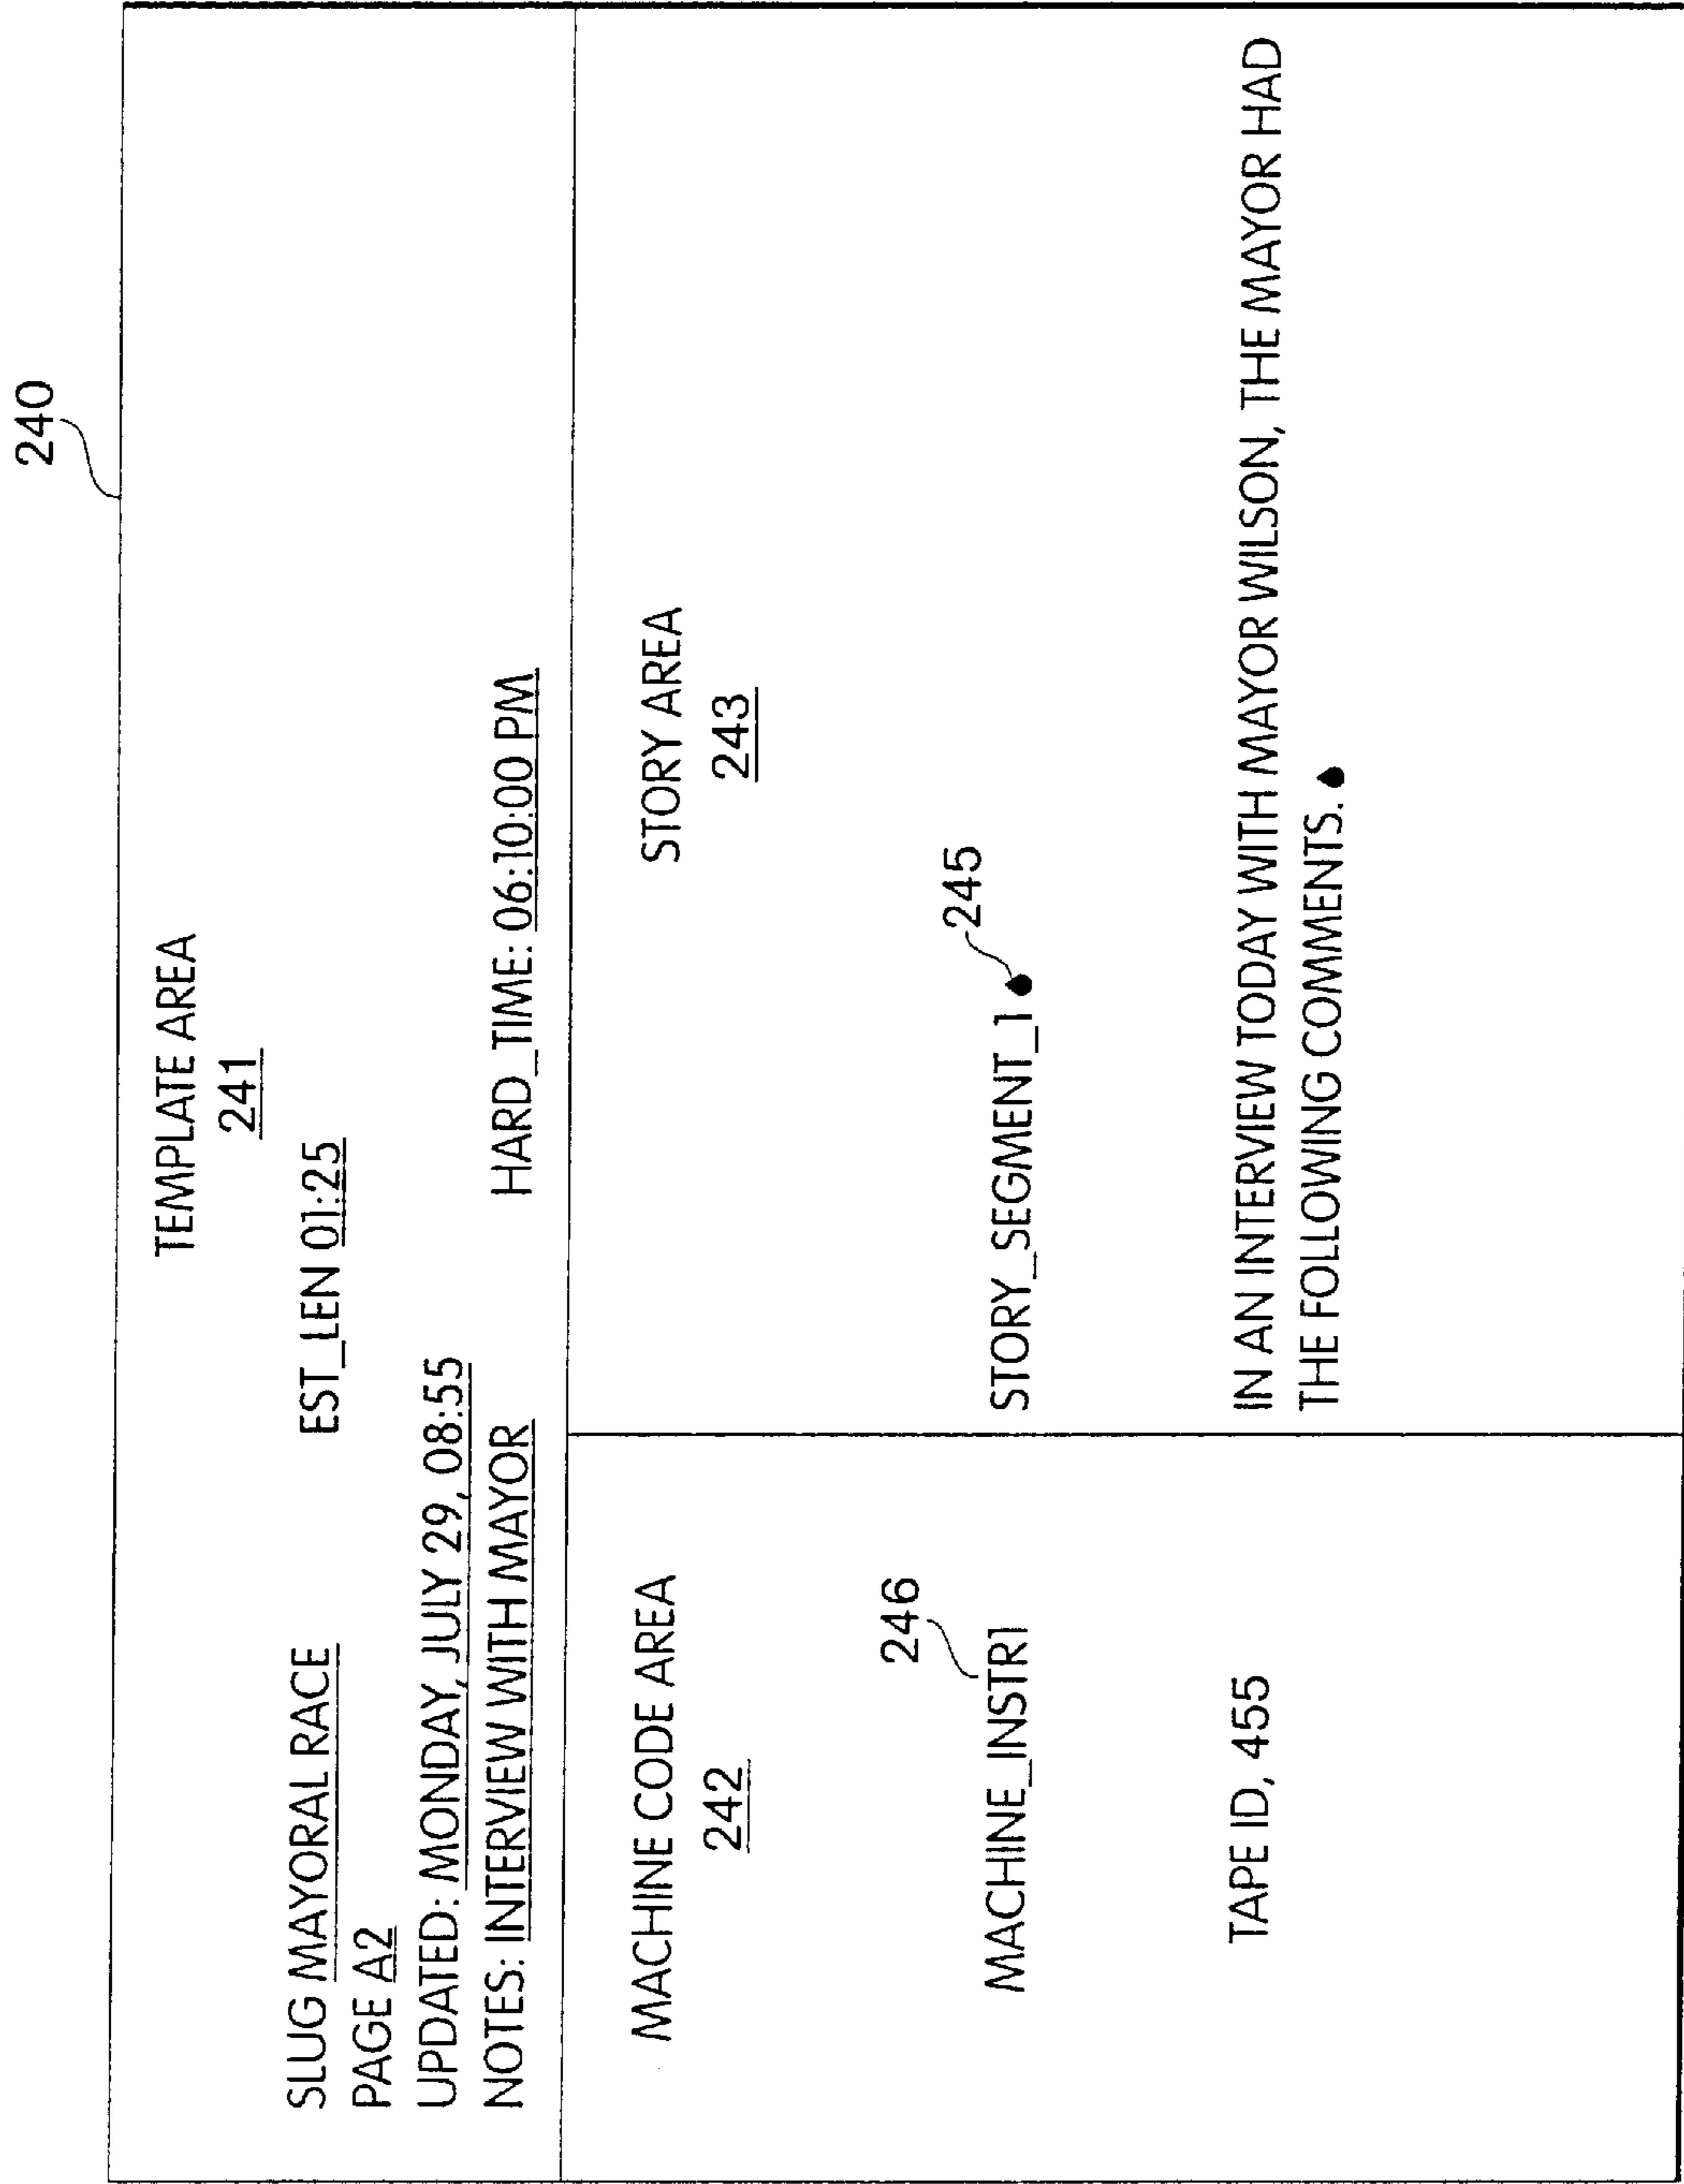 240
TEMPLATE AREA
241
SLUG MAYORAL RACE EST_LEN 01:25
PAGE A2
UPDATED: MONDAY, JULY 29, 08:55
NOTES: INTERVIEW WITH MAYOR HARD_TIME: 06:10:00 PM
MACHINE CODE AREA
242
246
MACHINE_INSTR1
TAPE ID, 455
STORY AREA
243
245
STORY_SEGMENT_1
IN AN INTERVIEW TODAY WITH MAYOR WILSON, THE MAYOR HAD
THE FOLLOWING COMMENTS.